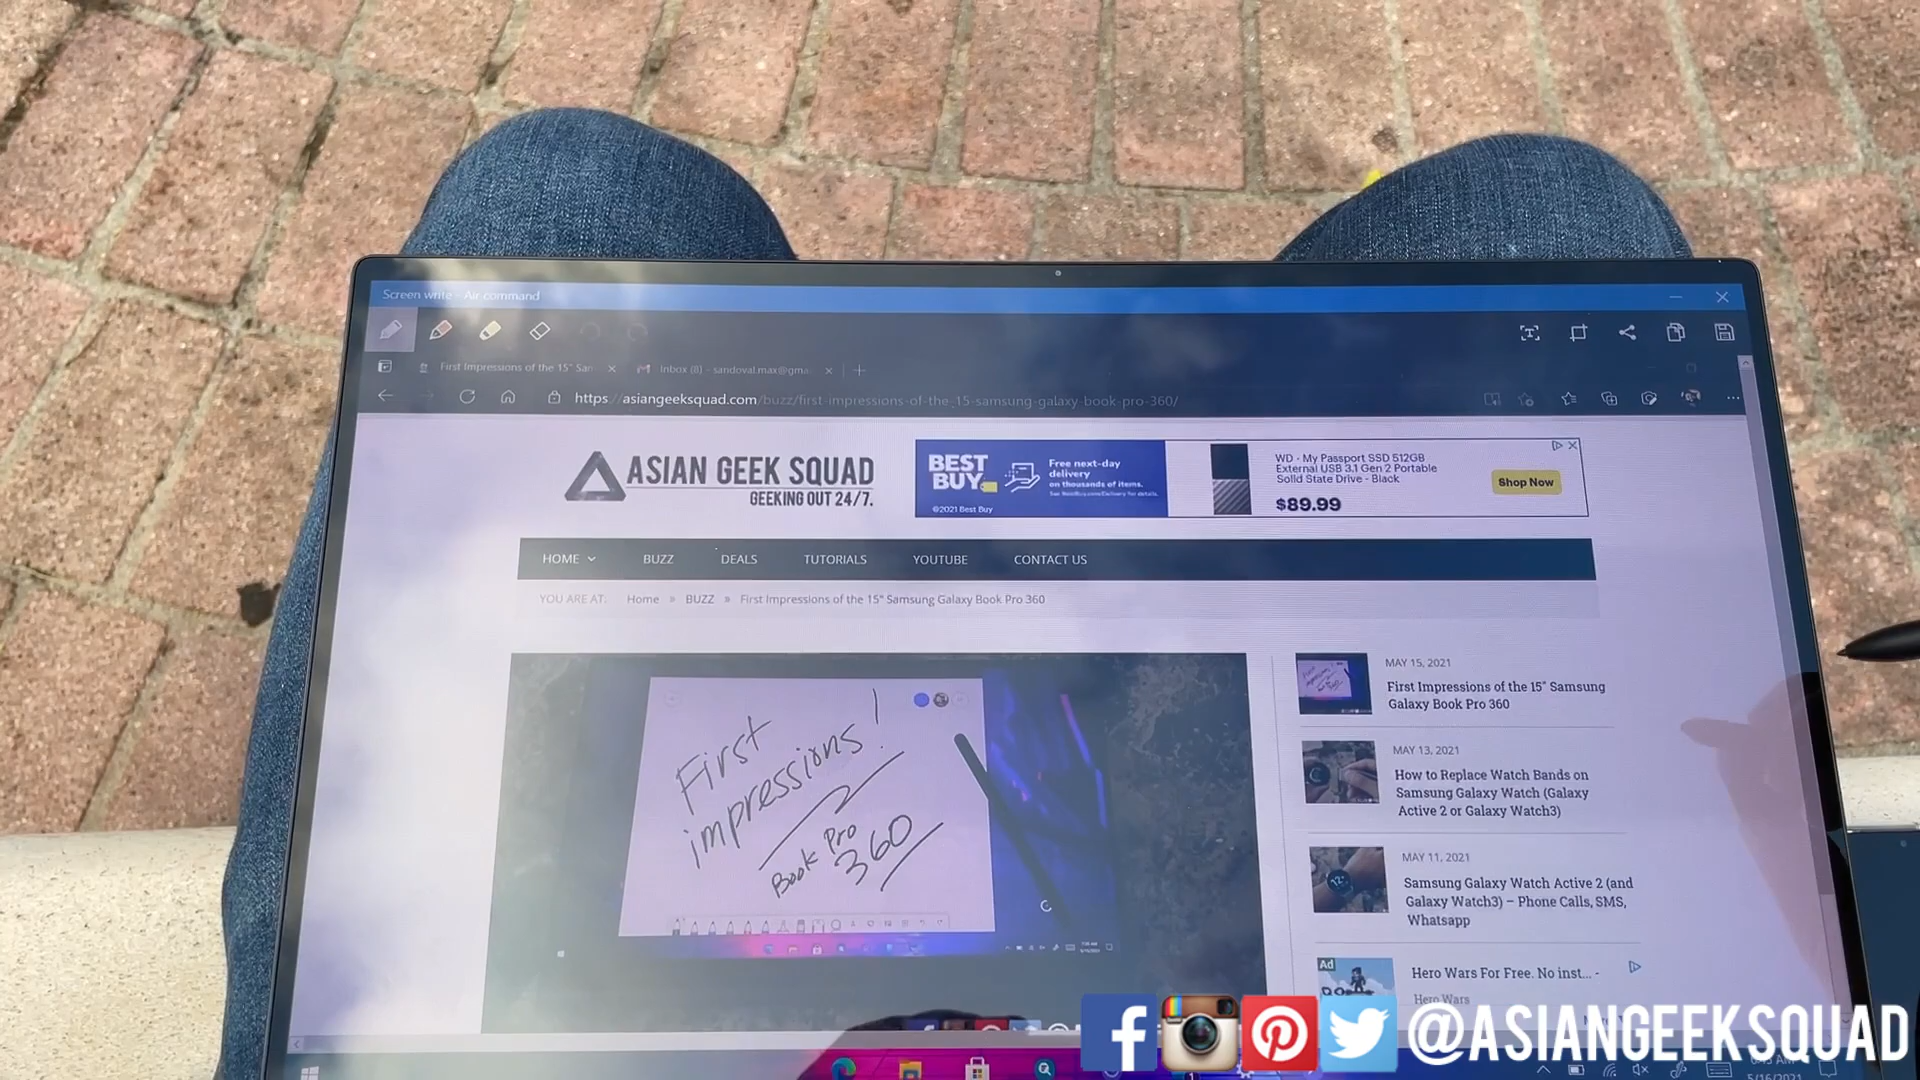 Screen write - Air command
First Impressions of the 15" San
Inbox (8) - sandoval.max@gma
https://asiangeeksquad.com/buzz/first-impressions-of-the-15-samsung-galaxy-book-pro-360/
ASIAN GEEK SQUAD
GEEKING OUT 24/7.
BEST BUY
Free next-day
delivery
on thousands of items.
©2021 Best Buy
WD - My Passport SSD 512GB
External USB 3.1 Gen 2 Portable
Solid State Drive - Black
$89.99
Shop Now
HOME BUZZ DEALS TUTORIALS YOUTUBE CONTACT US
YOU ARE AT: Home » BUZZ » First Impressions of the 15" Samsung Galaxy Book Pro 360
First
impressions!
Book Pro
360
MAY 15, 2021
First Impressions of the 15" Samsung
Galaxy Book Pro 360
MAY 13, 2021
How to Replace Watch Bands on
Samsung Galaxy Watch (Galaxy
Active 2 or Galaxy Watch3)
MAY 11, 2021
Samsung Galaxy Watch Active 2 (and
Galaxy Watch3) – Phone Calls, SMS,
Whatsapp
Ad
Hero Wars For Free. No inst... -
Hero Wars
@ASIANGEEKSQUAD
5/16/2021